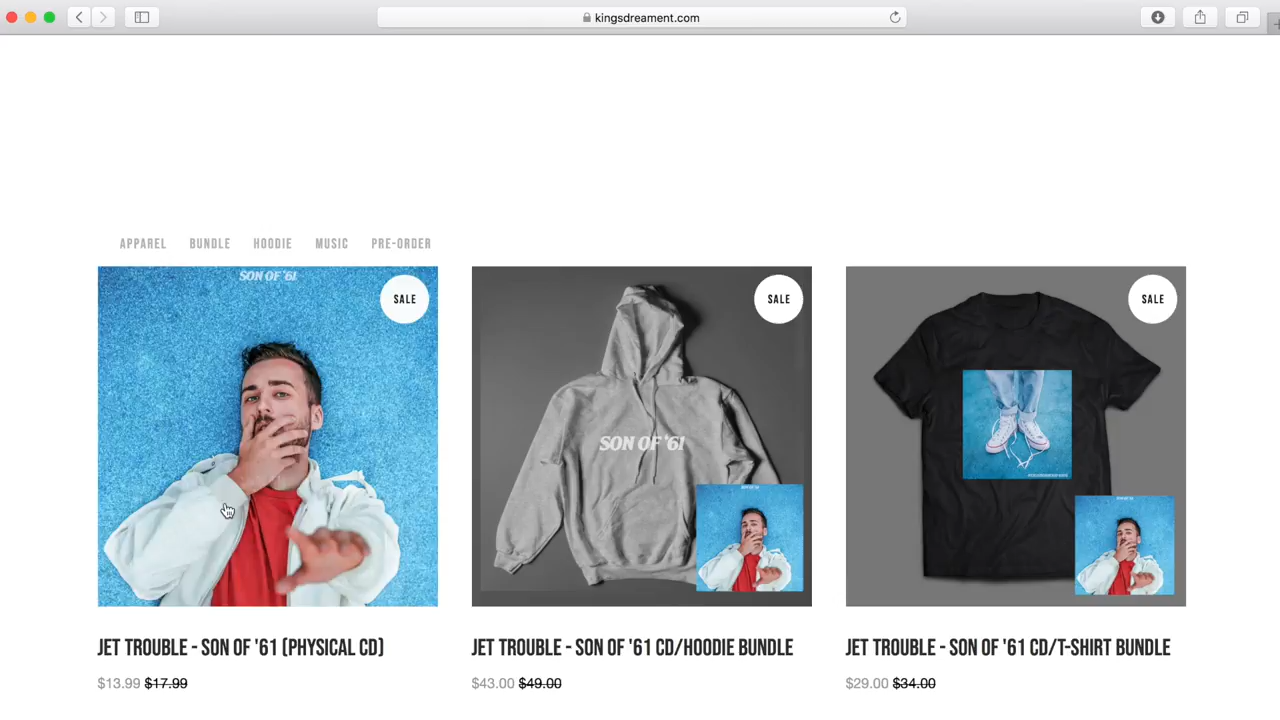 kingsdreament.com
APPAREL BUNDLE HOODIE MUSIC PRE-ORDER
SON OF '61
SALE
SON OF '61
SALE
SALE
JET TROUBLE - SON OF '61 (PHYSICAL CD)
$13.99 $17.99
JET TROUBLE - SON OF '61 CD/HOODIE BUNDLE
$43.00 $49.00
JET TROUBLE - SON OF '61 CD/T-SHIRT BUNDLE
$29.00 $34.00